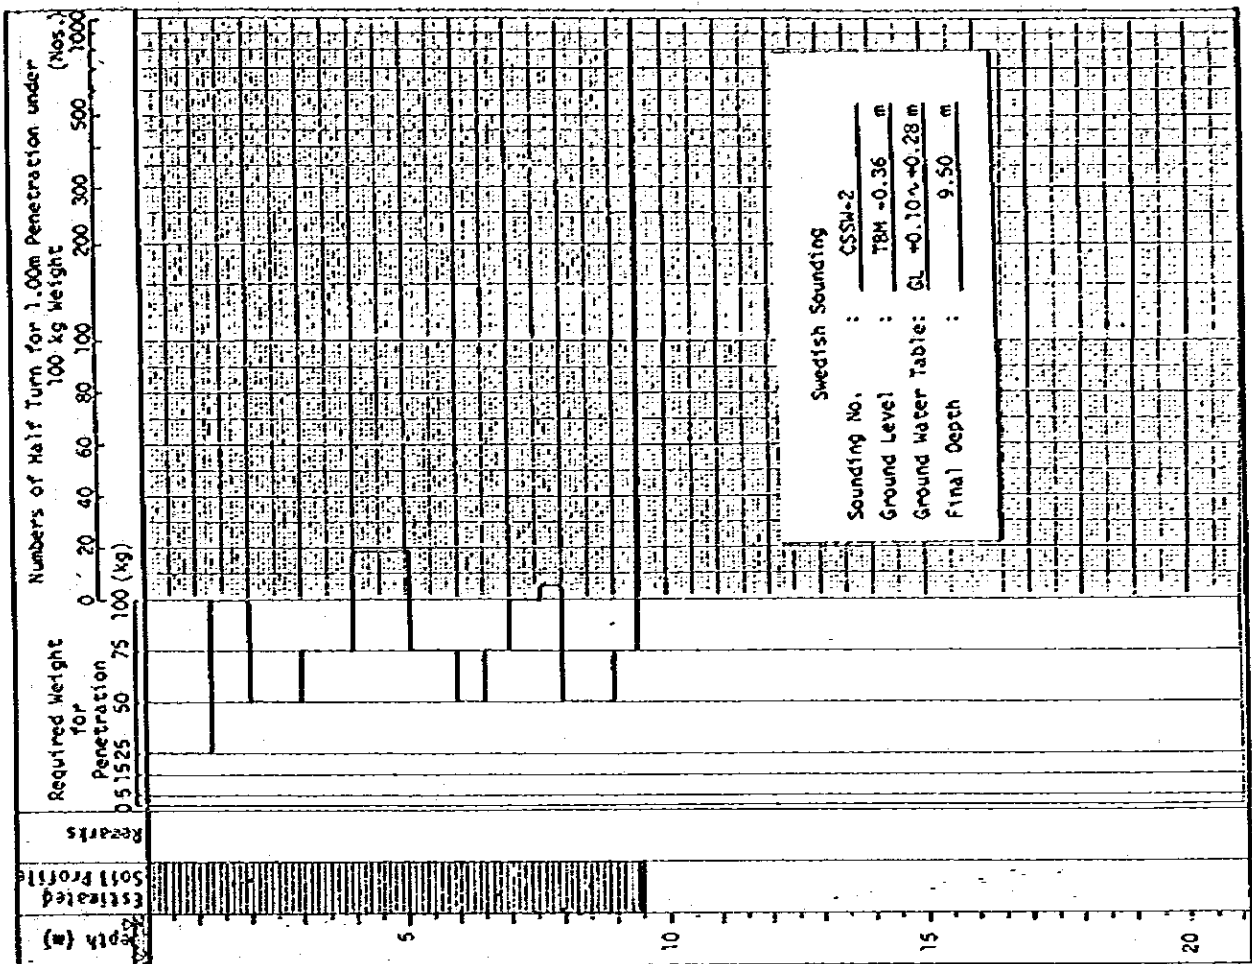 Depth (m)
Estimated
Soil Profile
Remarks
Required Weight
for
Penetration
0 5 15 25 50 75 100 (kg)
Numbers of Half Turn for 1.00m Penetration under
100 kg Weight (Nos.)
0 20 40 60 80 100 200 300 500 1000
5
10
15
20
Swedish Sounding
Sounding No. : CSSW-2
Ground Level : TBM -0.36 m
Ground Water Table: GL +0.10~+0.28 m
Final Depth : 9.50 m